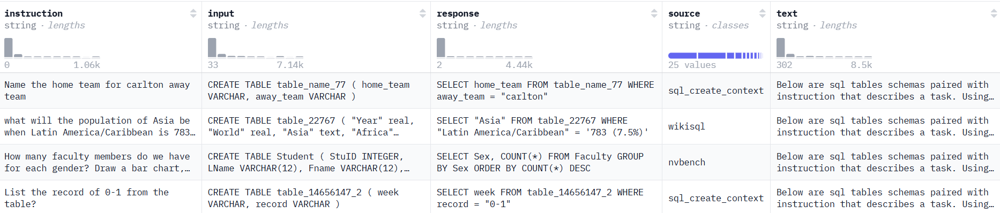 instruction
string · lengths
0 1.06k
input
string · lengths
33 7.14k
response
string · lengths
2 4.44k
source
string · classes
25 values
text
string · lengths
302 8.5k
Name the home team for carlton away
team
CREATE TABLE table_name_77 ( home_team
VARCHAR, away_team VARCHAR )
SELECT home_team FROM table_name_77 WHERE
away_team = "carlton"
sql_create_context
Below are sql tables schemas paired with
instruction that describes a task. Using…
what will the population of Asia be
when Latin America/Caribbean is 783…
CREATE TABLE table_22767 ( "Year" real,
"World" real, "Asia" text, "Africa"…
SELECT "Asia" FROM table_22767 WHERE
"Latin America/Caribbean" = '783 (7.5%)'
wikisql
Below are sql tables schemas paired with
instruction that describes a task. Using…
How many faculty members do we have
for each gender? Draw a bar chart,…
CREATE TABLE Student ( StuID INTEGER,
LName VARCHAR(12), Fname VARCHAR(12),…
SELECT Sex, COUNT(*) FROM Faculty GROUP
BY Sex ORDER BY COUNT(*) DESC
nvbench
Below are sql tables schemas paired with
instruction that describes a task. Using…
List the record of 0-1 from the
table?
CREATE TABLE table_14656147_2 ( week
VARCHAR, record VARCHAR )
SELECT week FROM table_14656147_2 WHERE
record = "0-1"
sql_create_context
Below are sql tables schemas paired with
instruction that describes a task. Using…